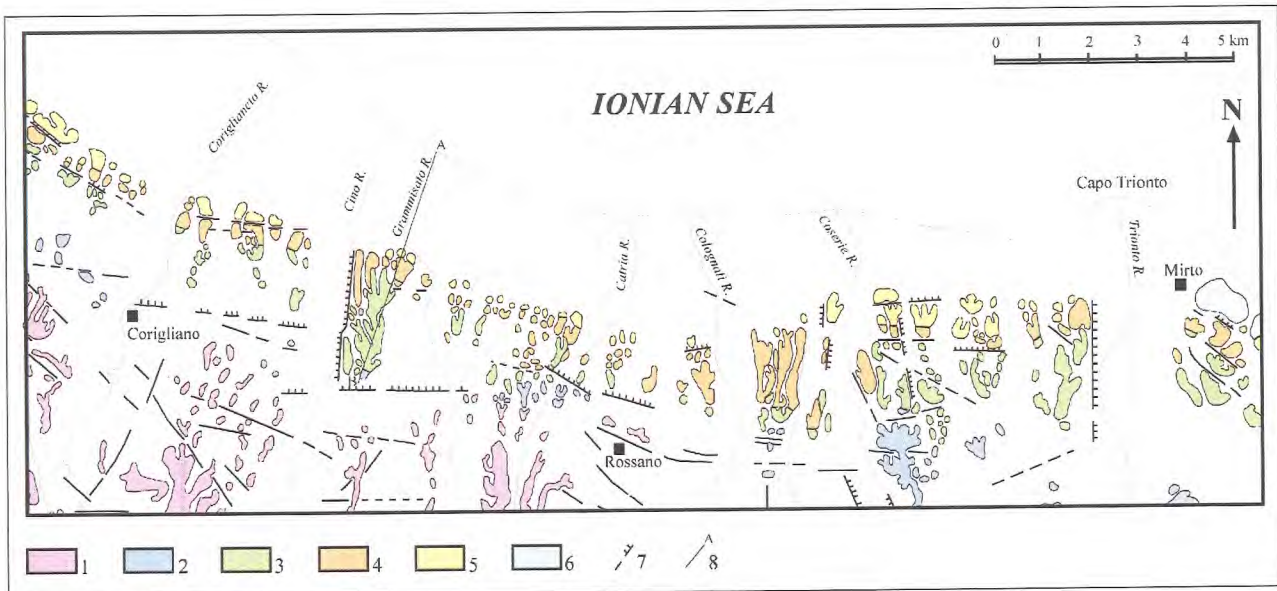 0 1 2 3 4 5 km
IONIAN SEA
N
Coriglianeto R.
Cino R.
Grammisato R.
A
Catria R.
Colognati R.
Coserie R.
Capo Trionto
Trionto R.
Mirto
Corigliano
Rossano
1 2 3 4 5 6 7 A 8